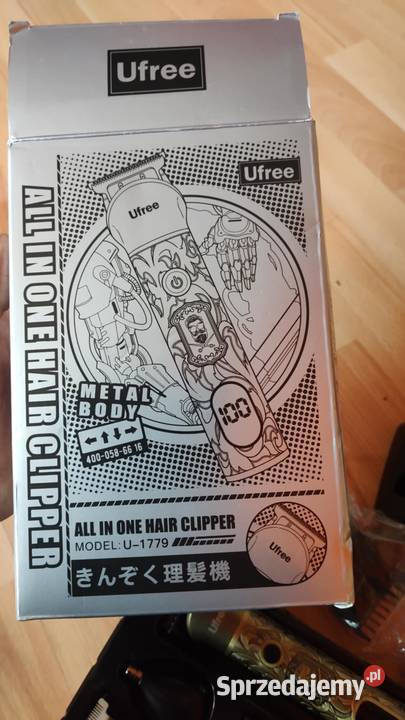 Ufree
Ufree
Ufree
ALL IN ONE HAIR CLIPPER
100
METAL
BODY
400-058-66 16
ALL IN ONE HAIR CLIPPER
MODEL: U-1779
Ufree
きんぞく理髪機
Ufree
Sprzedajemy.pl